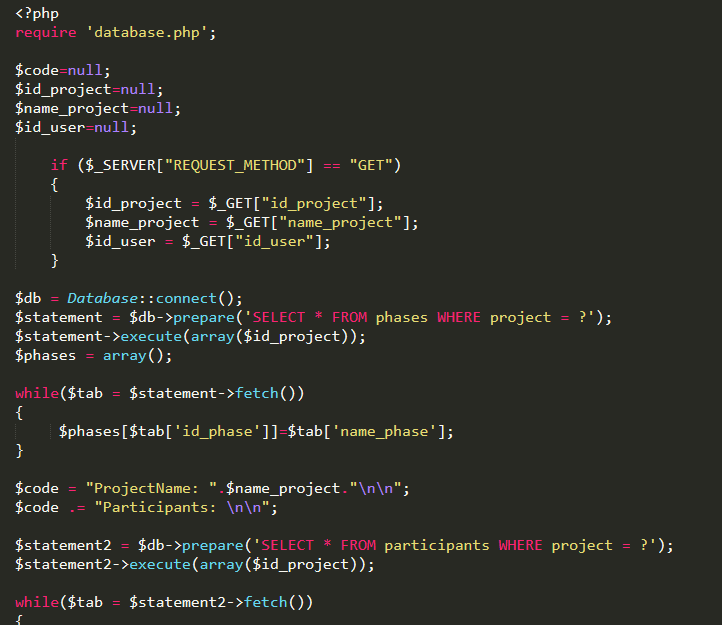 <?php
require 'database.php';
$code=null;
$id_project=null;
$name_project=null;
$id_user=null;
if ($_SERVER["REQUEST_METHOD"] == "GET")
{
$id_project = $_GET["id_project"];
$name_project = $_GET["name_project"];
$id_user = $_GET["id_user"];
}
$db = Database::connect();
$statement = $db->prepare('SELECT * FROM phases WHERE project = ?');
$statement->execute(array($id_project));
$phases = array();
while($tab = $statement->fetch())
{
$phases[$tab['id_phase']]=$tab['name_phase'];
}
$code = "ProjectName: ".$name_project."\n\n";
$code .= "Participants: \n\n";
$statement2 = $db->prepare('SELECT * FROM participants WHERE project = ?');
$statement2->execute(array($id_project));
while($tab = $statement2->fetch())
{